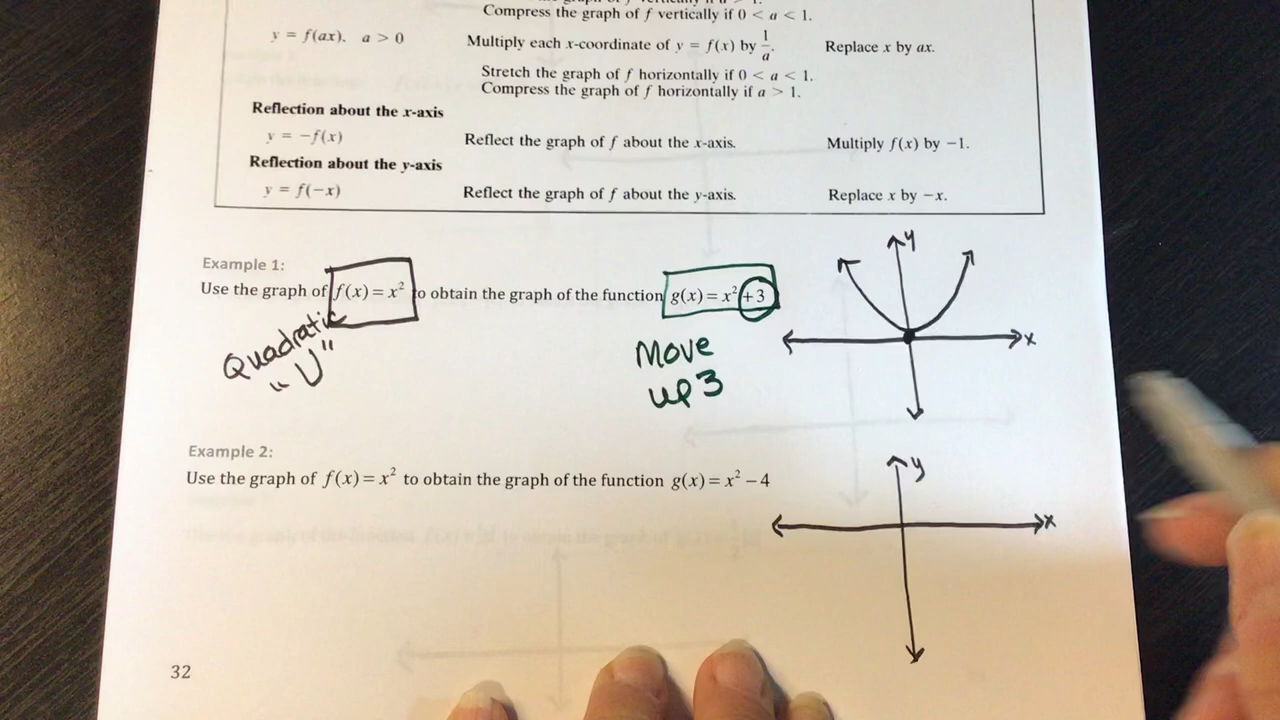 Compress the graph of f vertically if 0 < a < 1.
y = f(ax), a > 0 Multiply each x-coordinate of y = f(x) by 1/a. Replace x by ax.
Stretch the graph of f horizontally if 0 < a < 1.
Compress the graph of f horizontally if a > 1.
Reflection about the x-axis
y = −f(x) Reflect the graph of f about the x-axis. Multiply f(x) by −1.
Reflection about the y-axis
y = f(−x) Reflect the graph of f about the y-axis. Replace x by −x.
y
Example 1:
Use the graph of f(x) = x² to obtain the graph of the function g(x) = x² +3
x
Quadratic
"U"
Move
up 3
Example 2:
Use the graph of f(x) = x² to obtain the graph of the function g(x) = x² − 4
y
x
32